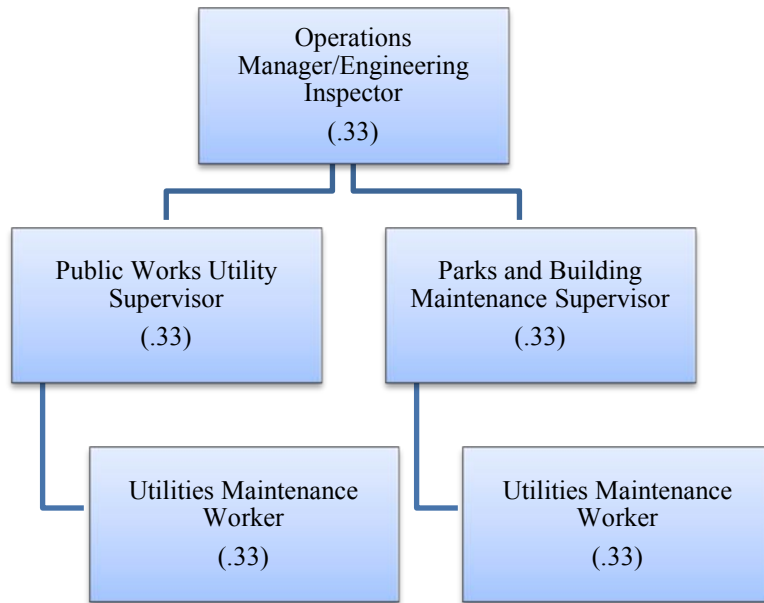 Operations
Manager/Engineering
Inspector
(.33)
Public Works Utility
Supervisor
(.33)
Parks and Building
Maintenance Supervisor
(.33)
Utilities Maintenance
Worker
(.33)
Utilities Maintenance
Worker
(.33)